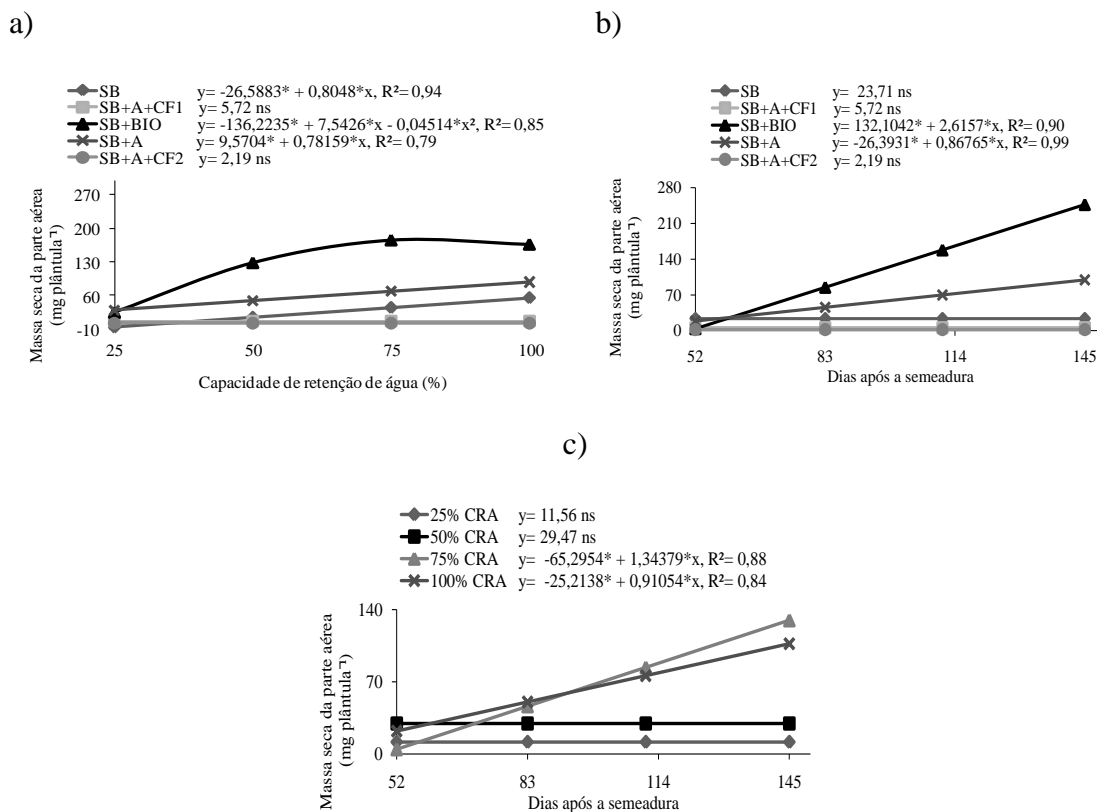 a)
SB y= -26,5883* + 0,8048*x, R²= 0,94
SB+A+CF1 y= 5,72 ns
SB+BIO y= -136,2235* + 7,5426*x - 0,04514*x², R²= 0,85
SB+A y= 9,5704* + 0,78159*x, R²= 0,79
SB+A+CF2 y= 2,19 ns
Massa seca da parte aérea
(mg plântula⁻¹)
270
200
130
60
-10
25 50 75 100
Capacidade de retenção de água (%)
b)
SB y= 23,71 ns
SB+A+CF1 y= 5,72 ns
SB+BIO y= 132,1042* + 2,6157*x, R²= 0,90
SB+A y= -26,3931* + 0,86765*x, R²= 0,99
SB+A+CF2 y= 2,19 ns
Massa seca da parte aérea
(mg plântula⁻¹)
280
210
140
70
0
52 83 114 145
Dias após a semeadura
c)
25% CRA y= 11,56 ns
50% CRA y= 29,47 ns
75% CRA y= -65,2954* + 1,34379*x, R²= 0,88
100% CRA y= -25,2138* + 0,91054*x, R²= 0,84
Massa seca da parte aérea
(mg plântula⁻¹)
140
70
0
52 83 114 145
Dias após a semeadura